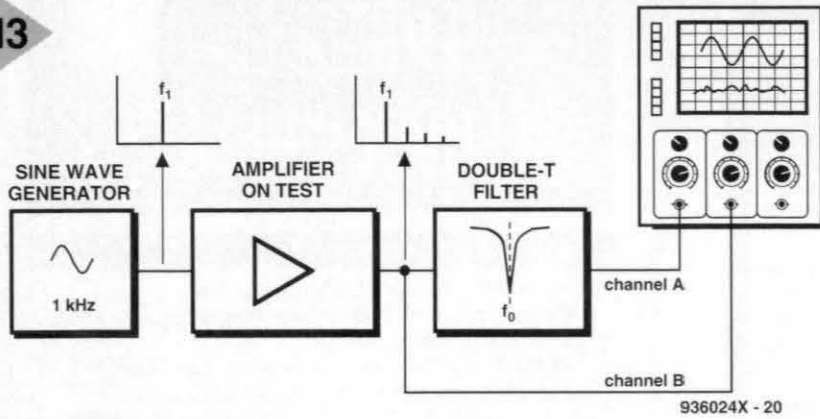 13
f1
f1
SINE WAVE
GENERATOR
AMPLIFIER
ON TEST
DOUBLE-T
FILTER
1 kHz
f0
channel A
channel B
936024X - 20